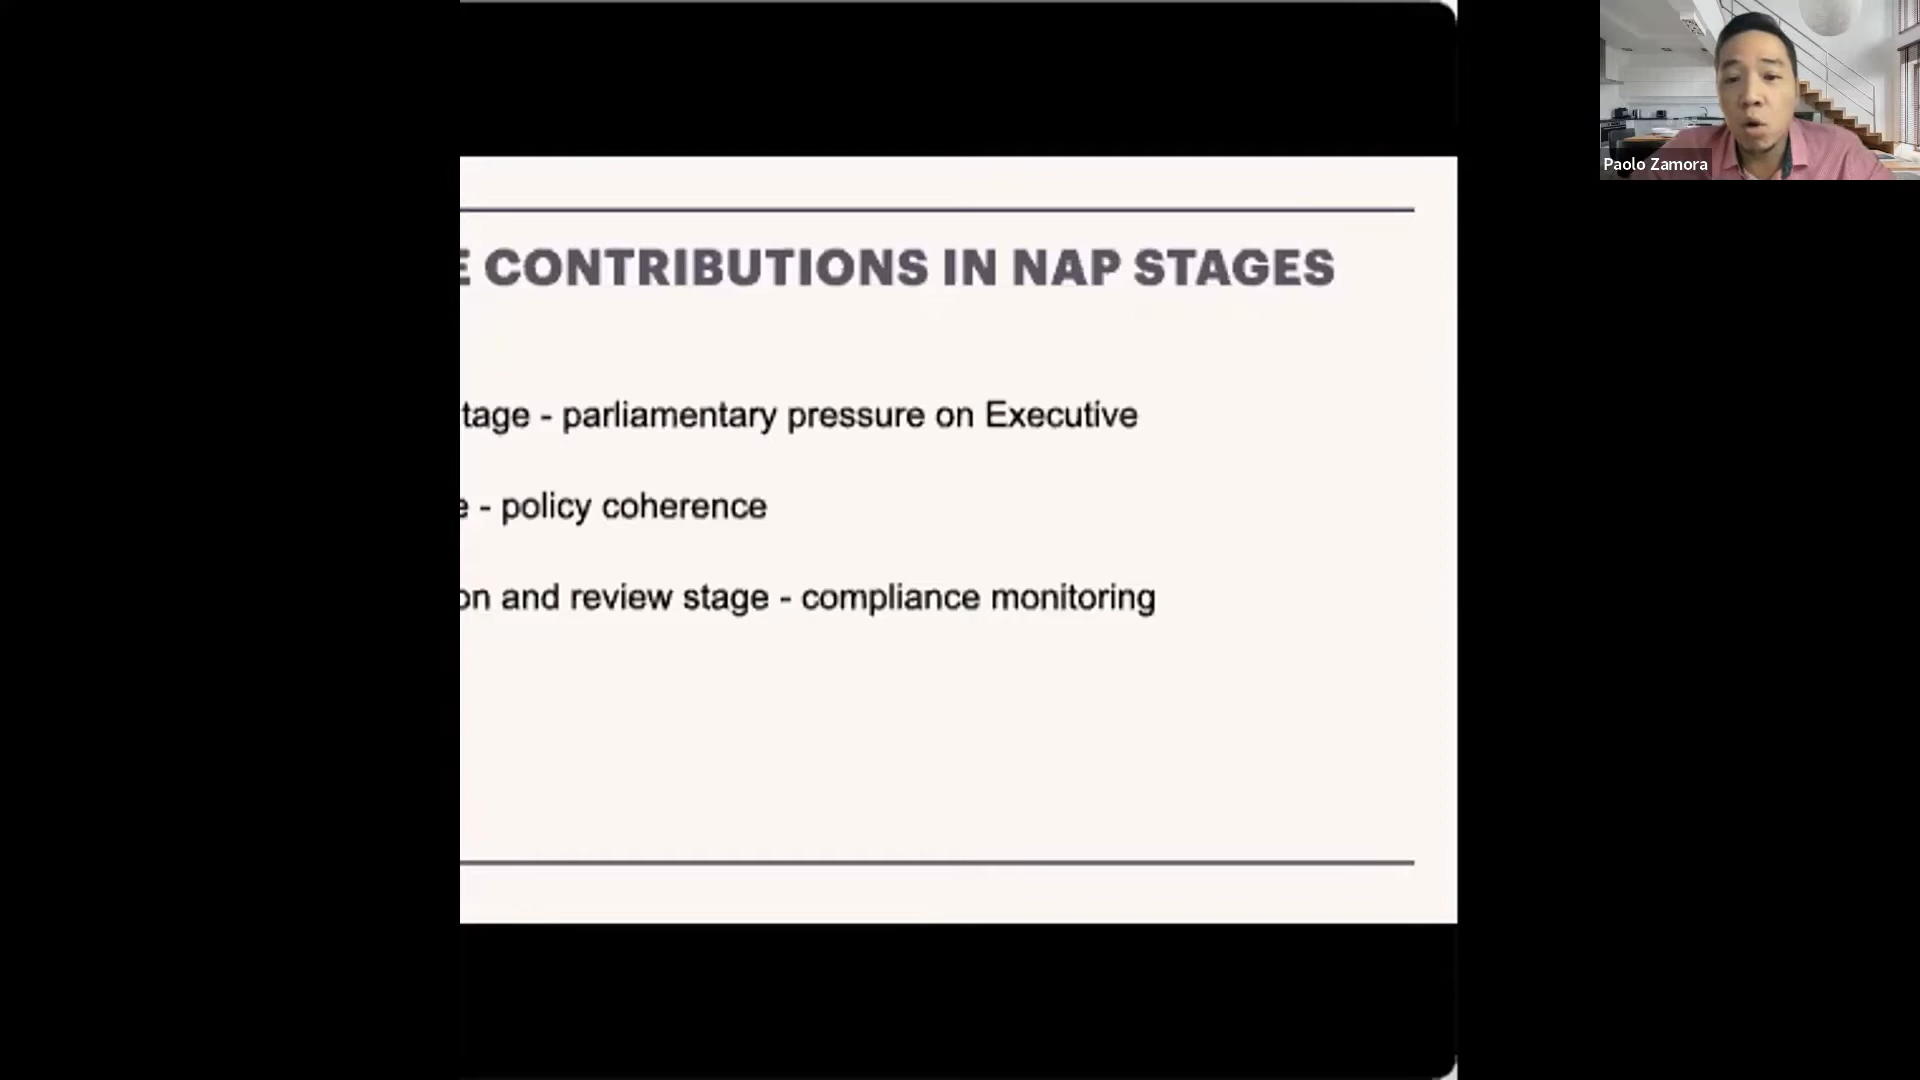 Paolo Zamora
E CONTRIBUTIONS IN NAP STAGES
tage - parliamentary pressure on Executive
e - policy coherence
on and review stage - compliance monitoring